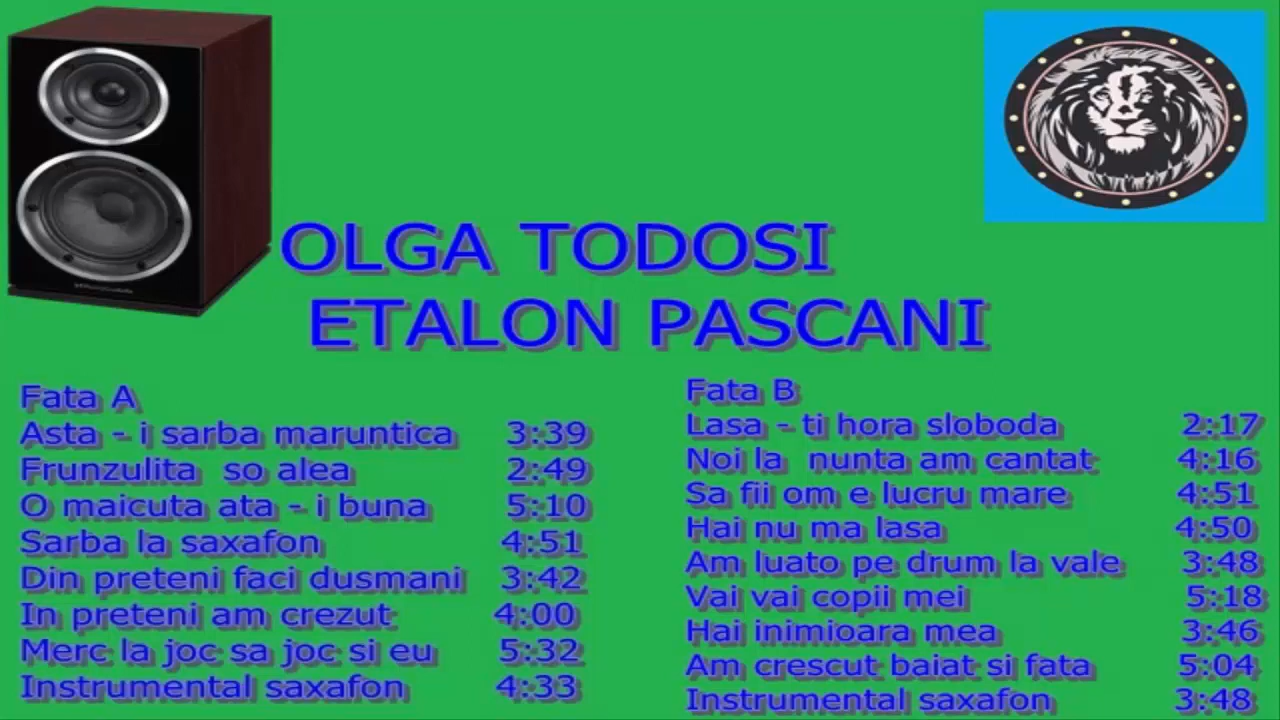 OLGA TODOSI
ETALON PASCANI
Fata A
Asta - i sarba maruntica 3:39
Frunzulita so alea 2:49
O maicuta ata - i buna 5:10
Sarba la saxafon 4:51
Din preteni faci dusmani 3:42
In preteni am crezut 4:00
Merc la joc sa joc si eu 5:32
Instrumental saxafon 4:33
Fata B
Lasa - ti hora sloboda 2:17
Noi la nunta am cantat 4:16
Sa fii om e lucru mare 4:51
Hai nu ma lasa 4:50
Am luato pe drum la vale 3:48
Vai vai copii mei 5:18
Hai inimioara mea 3:46
Am crescut baiat si fata 5:04
Instrumental saxafon 3:48